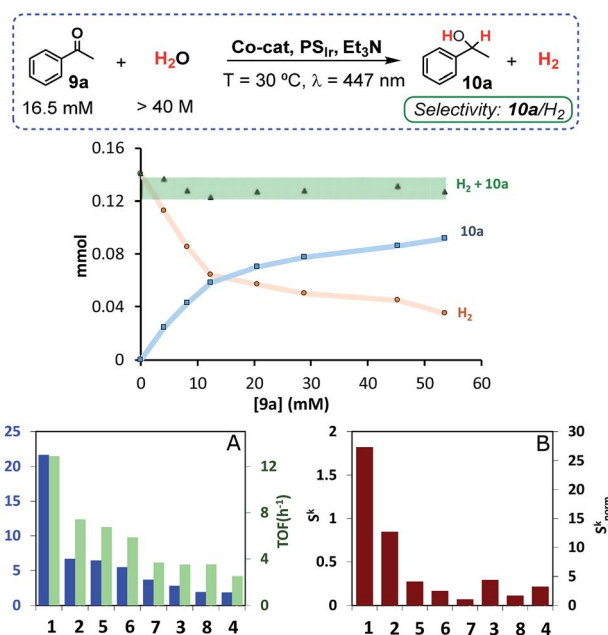 O
Co-cat, PS_Ir, Et₃N
HO H
+ H₂O
+ H₂
9a
T = 30 ºC, λ = 447 nm
10a
16.5 mM > 40 M
Selectivity: 10a/H₂
0.16
0.12
0.08
0.04
0
mmol
H₂ + 10a
10a
H₂
0 10 20 30 40 50 60
[9a] (mM)
A
25
20
15
10
5
0
12
8
4
0
TOF(h⁻¹)
1 2 5 6 7 3 8 4
B
2
1.5
1
0.5
0
Sᵏ
30
25
20
15
10
5
0
Sᵏnorm
1 2 5 6 7 3 8 4